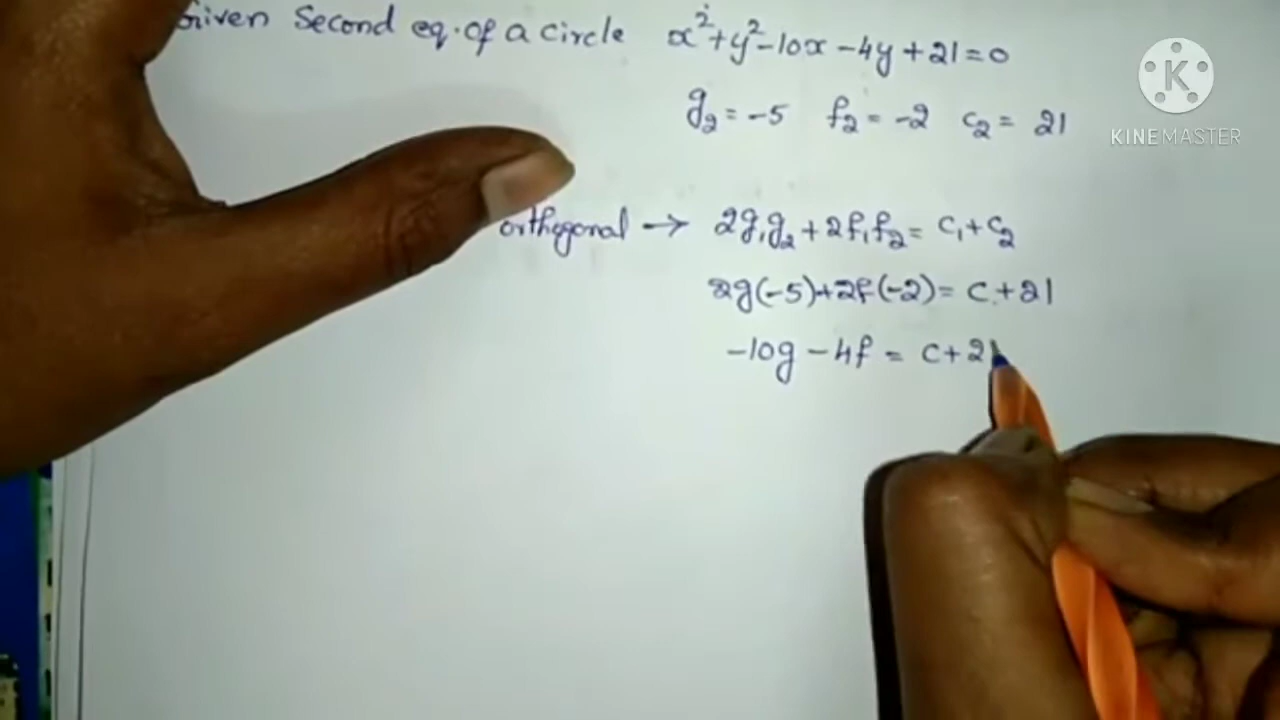 Given Second eq. of a circle x²+y²-10x-4y+21=0
g₂=-5 f₂=-2 c₂=21
orthogonal → 2g₁g₂+2f₁f₂=c₁+c₂
2g(-5)+2f(-2)=c+21
-10g-4f=c+21
K
KINEMASTER